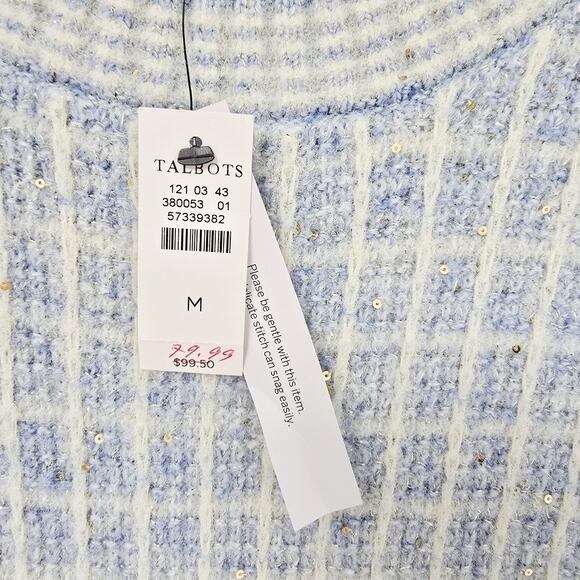 TALBOTS
121 03 43
380053 01
57339382
M
79.99
$99.50
Please be gentle with this item.
delicate stitch can snag easily.